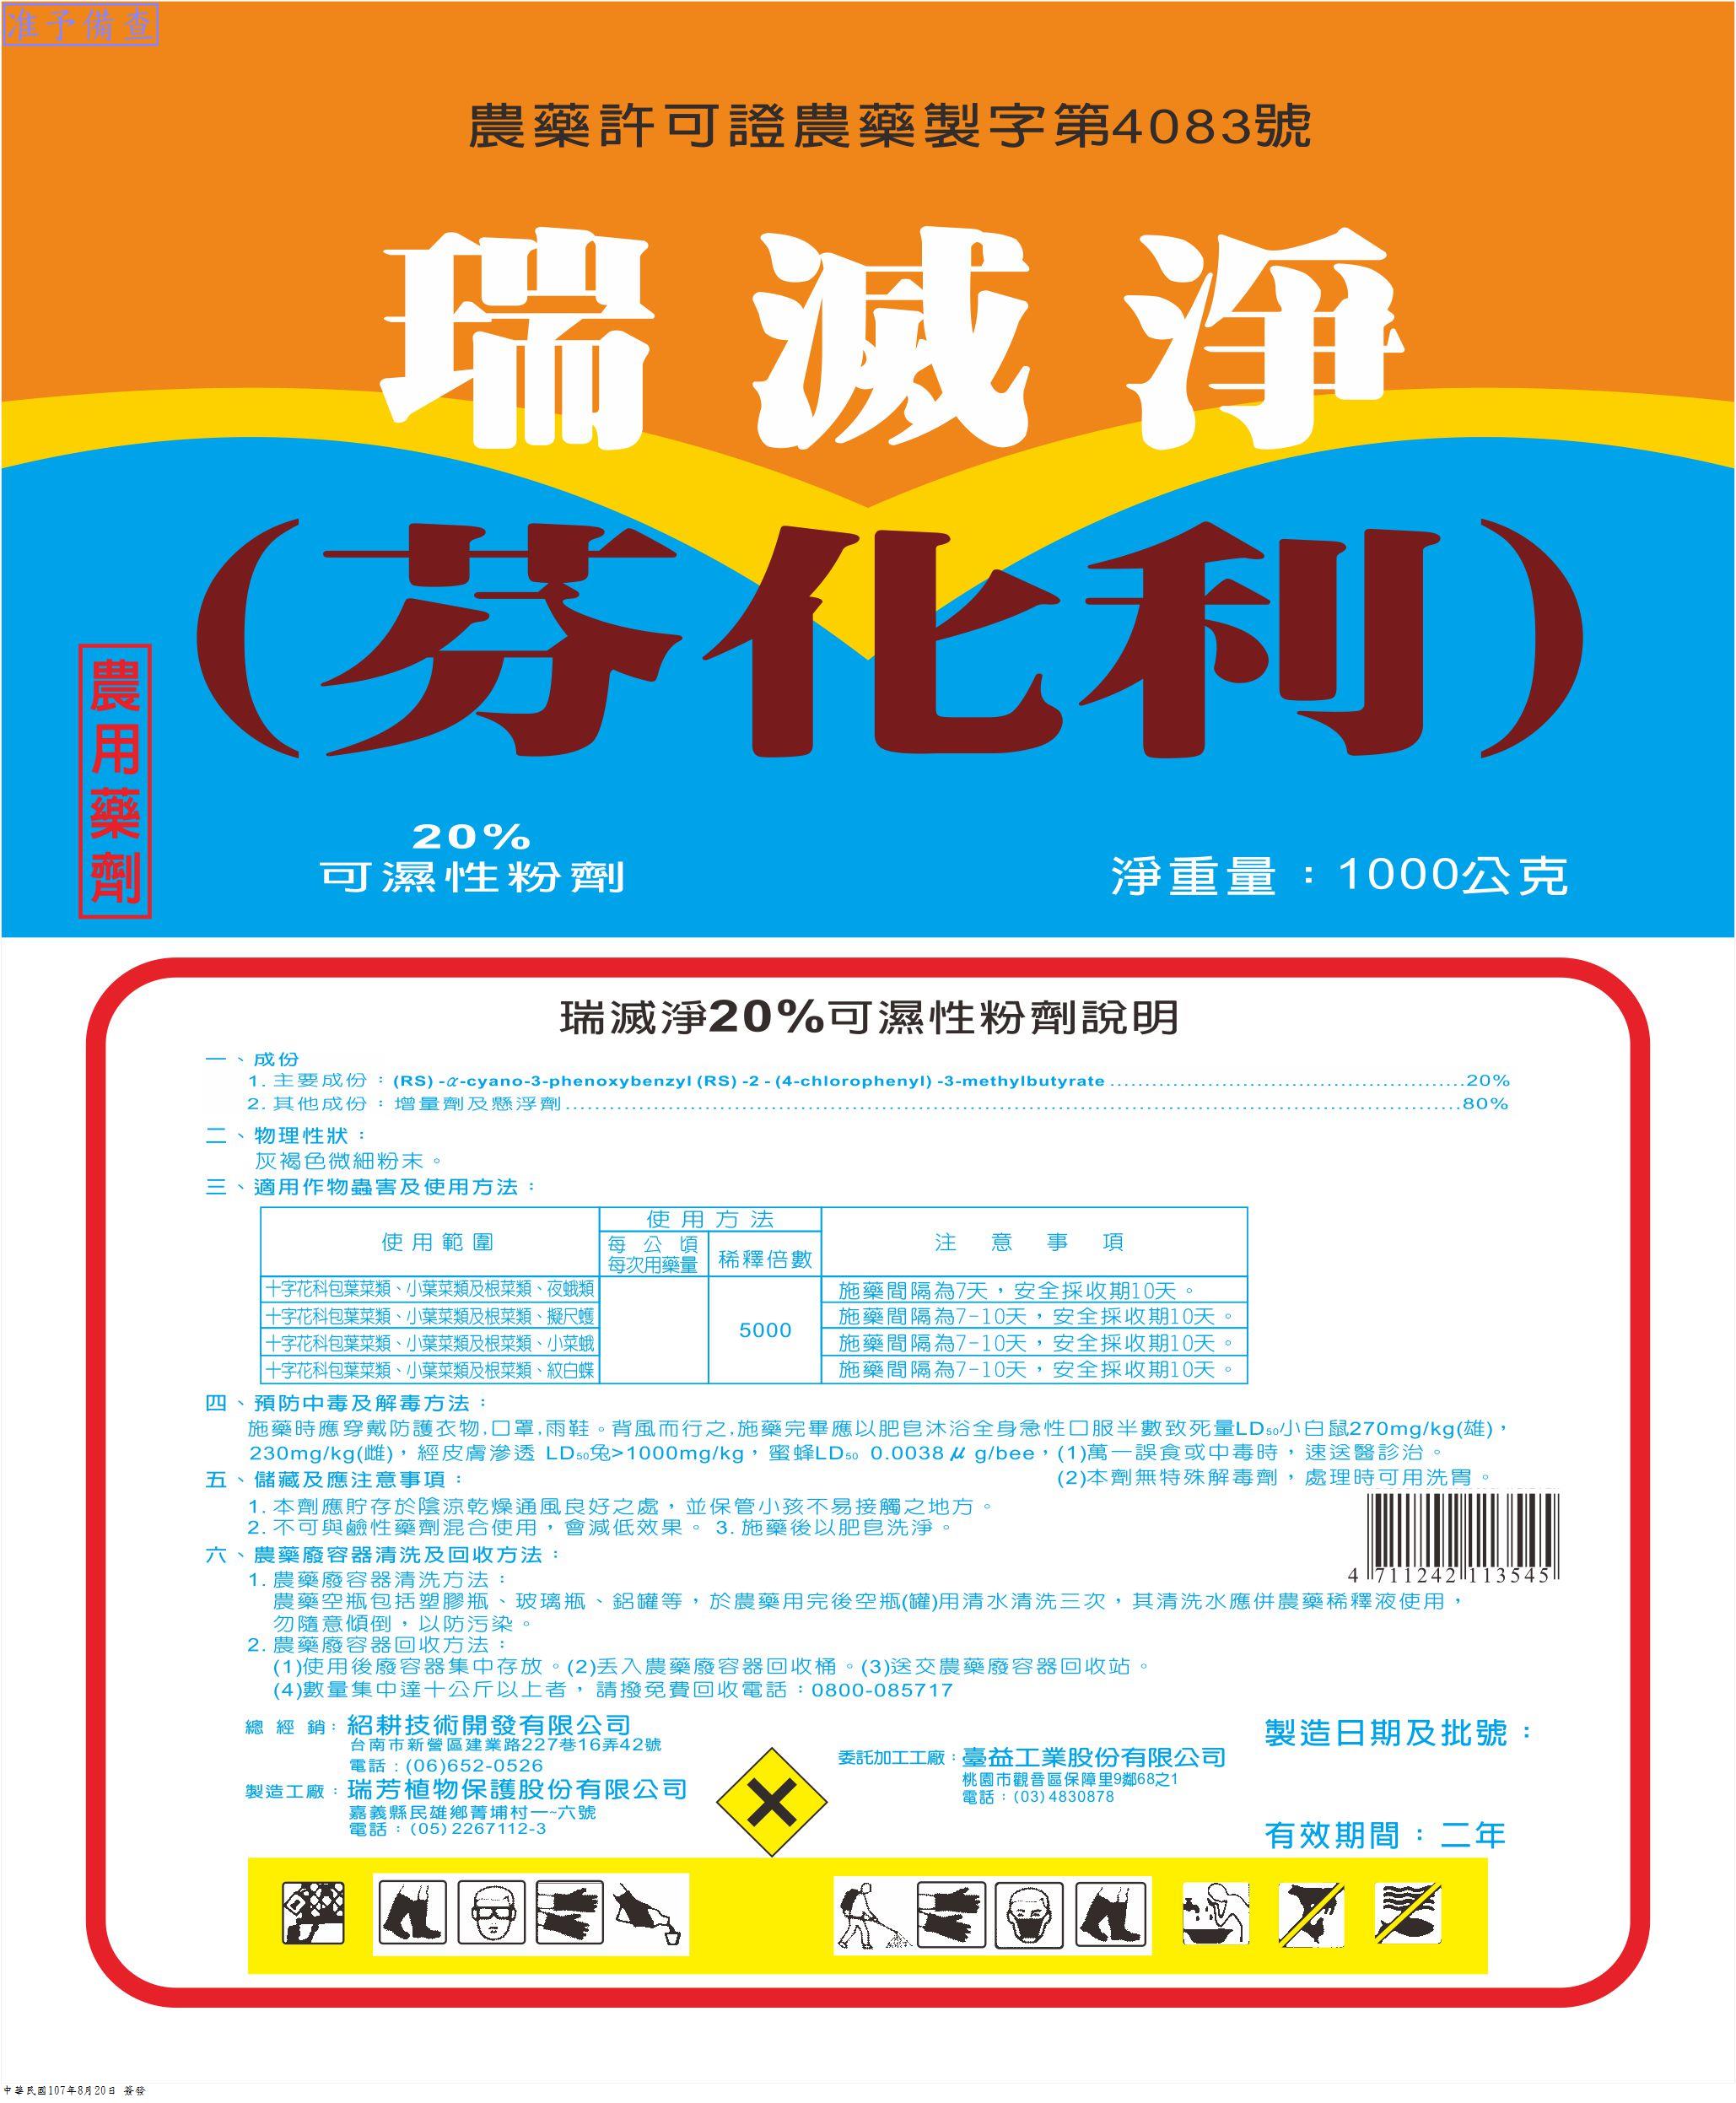 准予備查
農藥許可證農藥製字第4083號
瑞滅淨
(芬化利)
農用藥劑
20%
可濕性粉劑
淨重量：1000公克
瑞滅淨20%可濕性粉劑說明
一、成份
1. 主要成份：(RS) -α-cyano-3-phenoxybenzyl (RS) -2 - (4-chlorophenyl) -3-methylbutyrate ........ 20%
2. 其他成份：增量劑及懸浮劑........ 80%
二、物理性狀：
灰褐色微細粉末。
三、適用作物蟲害及使用方法：
使用範圍 使用方法 注意事項
每公頃每次用藥量 稀釋倍數
十字花科包葉菜類、小葉菜類及根菜類、夜蛾類 施藥間隔為7天，安全採收期10天。
十字花科包葉菜類、小葉菜類及根菜類、擬尺蠖 施藥間隔為7-10天，安全採收期10天。
5000
十字花科包葉菜類、小葉菜類及根菜類、小菜蛾 施藥間隔為7-10天，安全採收期10天。
十字花科包葉菜類、小葉菜類及根菜類、紋白蝶 施藥間隔為7-10天，安全採收期10天。
四、預防中毒及解毒方法：
施藥時應穿戴防護衣物,口罩,雨鞋。背風而行之,施藥完畢應以肥皂沐浴全身急性口服半數致死量LD50小白鼠270mg/kg(雄)，
230mg/kg(雌)，經皮膚滲透 LD50兔>1000mg/kg，蜜蜂LD50 0.0038μg/bee，(1)萬一誤食或中毒時，速送醫診治。
(2)本劑無特殊解毒劑，處理時可用洗胃。
五、儲藏及應注意事項：
1. 本劑應貯存於陰涼乾燥通風良好之處，並保管小孩不易接觸之地方。
2. 不可與鹼性藥劑混合使用，會減低效果。 3. 施藥後以肥皂洗淨。
4 711242 113545
六、農藥廢容器清洗及回收方法：
1. 農藥廢容器清洗方法：
農藥空瓶包括塑膠瓶、玻璃瓶、鋁罐等，於農藥用完後空瓶(罐)用清水清洗三次，其清洗水應併農藥稀釋液使用，
勿隨意傾倒，以防污染。
2. 農藥廢容器回收方法：
(1)使用後廢容器集中存放。(2)丟入農藥廢容器回收桶。(3)送交農藥廢容器回收站。
(4)數量集中達十公斤以上者，請撥免費回收電話：0800-085717
總經銷：紹耕技術開發有限公司
台南市新營區建業路227巷16弄42號
電話：(06)652-0526
製造工廠：瑞芳植物保護股份有限公司
嘉義縣民雄鄉菁埔村一~六號
電話：(05)2267112-3
委託加工工廠：臺益工業股份有限公司
桃園市觀音區保障里9鄰68之1
電話：(03)4830878
製造日期及批號：
有效期間：二年
中華民國107年8月20日 簽發